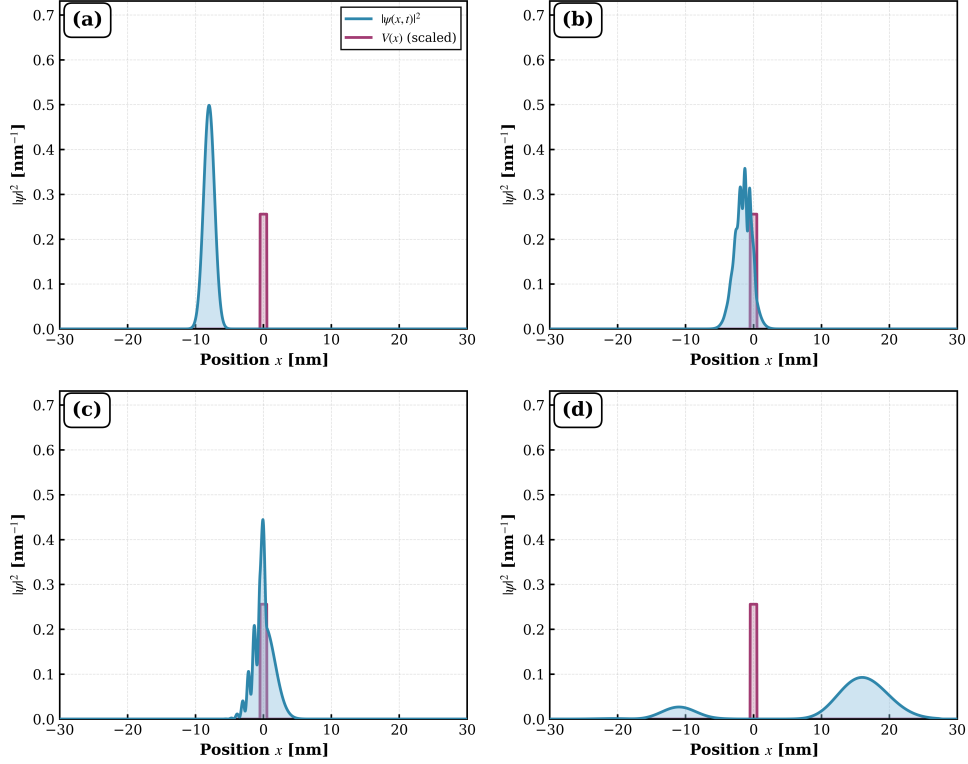 (a)
|ψ(x,t)|²
V(x) (scaled)
0.7
0.6
0.5
0.4
0.3
0.2
0.1
0.0
|ψ|² [nm⁻¹]
−30 −20 −10 0 10 20 30
Position x [nm]
(b)
0.7
0.6
0.5
0.4
0.3
0.2
0.1
0.0
|ψ|² [nm⁻¹]
−30 −20 −10 0 10 20 30
Position x [nm]
(c)
0.7
0.6
0.5
0.4
0.3
0.2
0.1
0.0
|ψ|² [nm⁻¹]
−30 −20 −10 0 10 20 30
Position x [nm]
(d)
0.7
0.6
0.5
0.4
0.3
0.2
0.1
0.0
|ψ|² [nm⁻¹]
−30 −20 −10 0 10 20 30
Position x [nm]